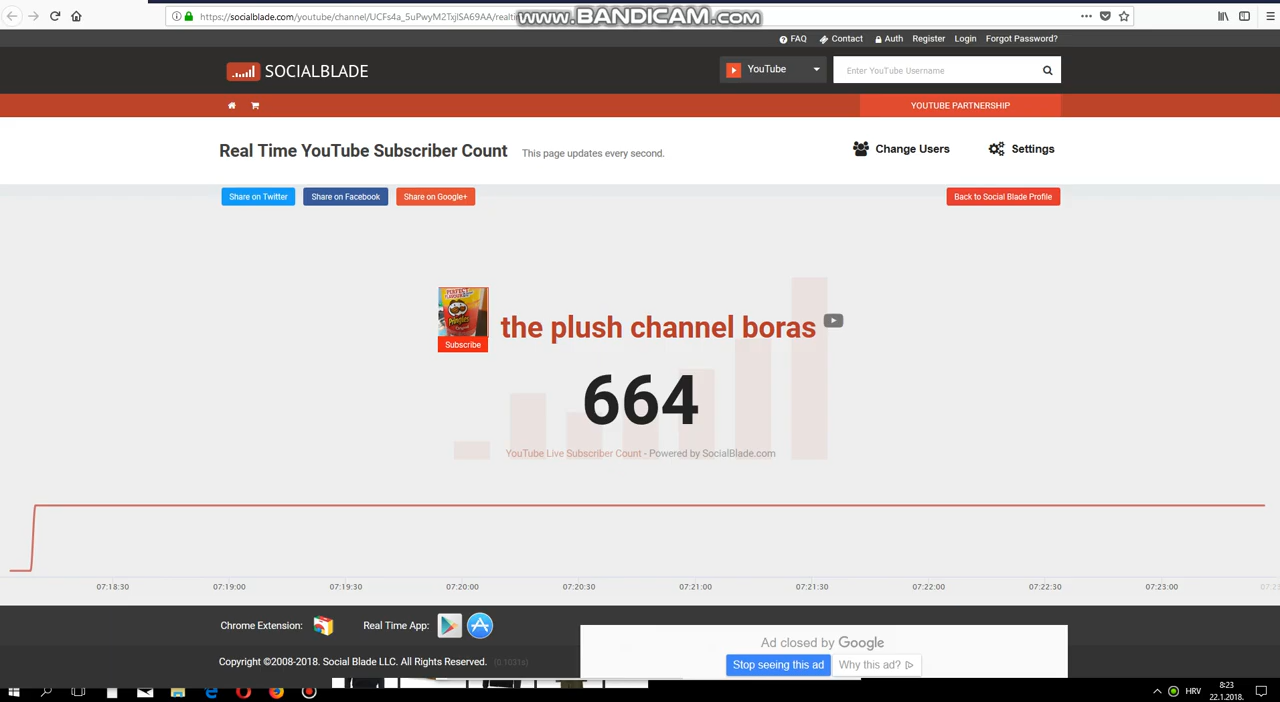 https://socialblade.com/youtube/channel/UCFs4a_5uPwyM2TxjlSA69AA/realti
www.BANDICAM.com
FAQ Contact Auth Register Login Forgot Password?
SOCIALBLADE
YouTube
Enter YouTube Username
YOUTUBE PARTNERSHIP
Real Time YouTube Subscriber Count
This page updates every second.
Change Users
Settings
Share on Twitter
Share on Facebook
Share on Google+
Back to Social Blade Profile
PERFECT
Pringles
Subscribe
the plush channel boras
664
YouTube Live Subscriber Count - Powered by SocialBlade.com
07:18:30 07:19:00 07:19:30 07:20:00 07:20:30 07:21:00 07:21:30 07:22:00 07:22:30 07:23:00
Chrome Extension:
Real Time App:
Ad closed by Google
Stop seeing this ad
Why this ad?
Copyright ©2008-2018. Social Blade LLC. All Rights Reserved. (0.1031s)
HRV
8:23
22.1.2018.